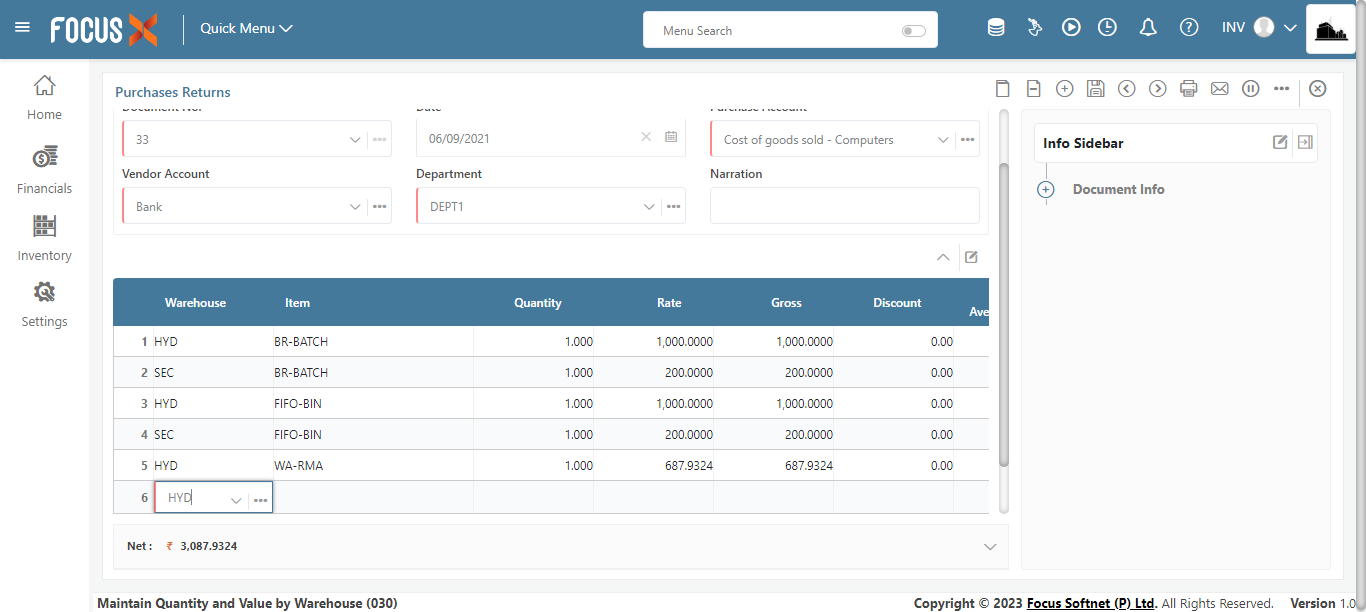 FOCUS X
Quick Menu
Menu Search
INV
Home
Financials
Inventory
Settings
Purchases Returns
Document No.
Date
Purchase Account
33
06/09/2021
Cost of goods sold - Computers
Vendor Account
Department
Narration
Bank
DEPT1
Info Sidebar
Document Info
Warehouse Item Quantity Rate Gross Discount Ave
1 HYD BR-BATCH 1.000 1,000.0000 1,000.0000 0.00
2 SEC BR-BATCH 1.000 200.0000 200.0000 0.00
3 HYD FIFO-BIN 1.000 1,000.0000 1,000.0000 0.00
4 SEC FIFO-BIN 1.000 200.0000 200.0000 0.00
5 HYD WA-RMA 1.000 687.9324 687.9324 0.00
6 HYD
Net : ₹ 3,087.9324
Maintain Quantity and Value by Warehouse (030)
Copyright © 2023 Focus Softnet (P) Ltd. All Rights Reserved. Version 1.0